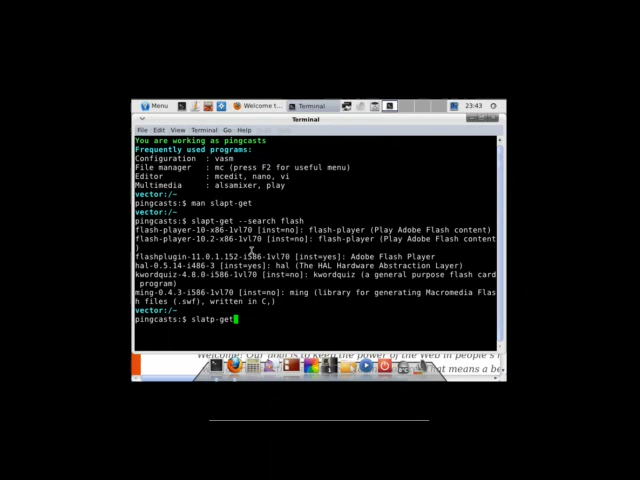 Menu
Welcome t...
Terminal
23:43
Terminal
File Edit View Terminal Go Help
You are working as pingcasts
Frequently used programs:
Configuration : vasm
File manager : mc (press F2 for useful menu)
Editor : mcedit, nano, vi
Multimedia : alsamixer, play
vector:/~
pingcasts:$ man slapt-get
vector:/~
pingcasts:$ slapt-get --search flash
flash-player-10-x86-1vl70 [inst=no]: flash-player (Play Adobe Flash content)
flash-player-10.2-x86-1vl70 [inst=no]: flash-player (Play Adobe Flash content
)
flashplugin-11.0.1.152-i586-1vl70 [inst=yes]: Adobe Flash Player
hal-0.5.14-i486-3 [inst=yes]: hal (The HAL Hardware Abstraction Layer)
kwordquiz-4.8.0-i586-1vl70 [inst=no]: kwordquiz (a general purpose flash card
program)
ming-0.4.3-i586-1vl70 [inst=no]: ming (library for generating Macromedia Flas
h files (.swf), written in C,)
vector:/~
pingcasts:$ slatp-get
welcome! Our goal is to keep the power of the Web in people's
That means a be